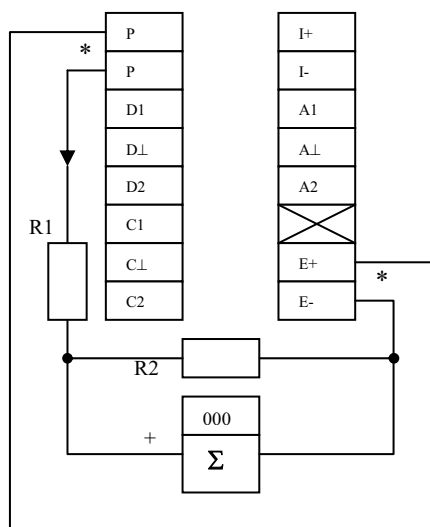 P
P
D1
D⊥
D2
C1
C⊥
C2
I+
I-
A1
A⊥
A2
E+
E-
*
*
R1
R2
000
+
Σ